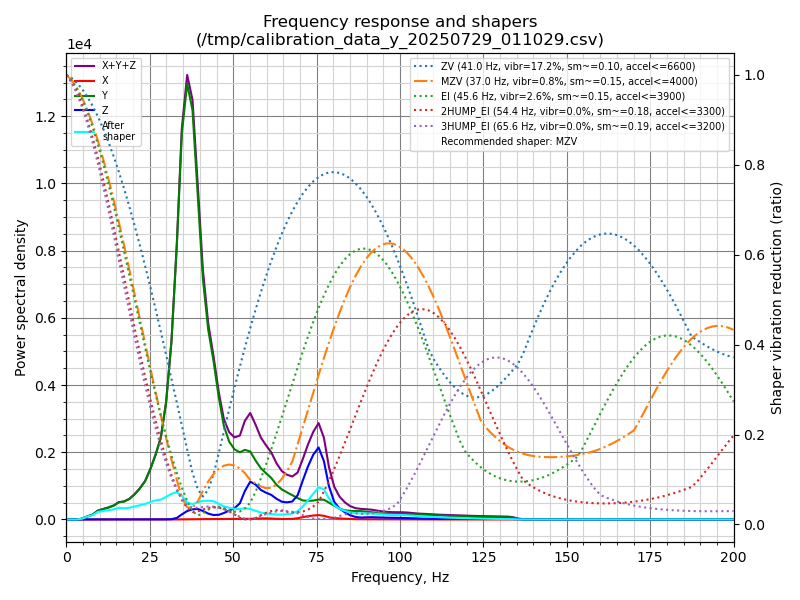 Frequency response and shapers
(/tmp/calibration_data_y_20250729_011029.csv)
1e4
X+Y+Z
X
Y
Z
After
shaper
ZV (41.0 Hz, vibr=17.2%, sm~=0.10, accel<=6600)
MZV (37.0 Hz, vibr=0.8%, sm~=0.15, accel<=4000)
EI (45.6 Hz, vibr=2.6%, sm~=0.15, accel<=3900)
2HUMP_EI (54.4 Hz, vibr=0.0%, sm~=0.18, accel<=3300)
3HUMP_EI (65.6 Hz, vibr=0.0%, sm~=0.19, accel<=3200)
Recommended shaper: MZV
Power spectral density
1.2
1.0
0.8
0.6
0.4
0.2
0.0
1.0
0.8
0.6
0.4
0.2
0.0
Shaper vibration reduction (ratio)
0 25 50 75 100 125 150 175 200
Frequency, Hz